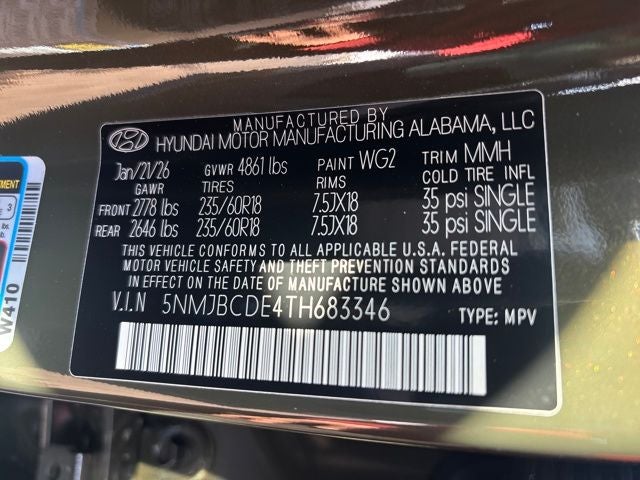 MANUFACTURED BY
HYUNDAI MOTOR MANUFACTURING ALABAMA, LLC
Jan/21/26 GVWR 4861 lbs PAINT WG2 TRIM MMH
GAWR TIRES RIMS COLD TIRE INFL
FRONT 2778 lbs 235/60R18 7.5JX18 35 psi SINGLE
REAR 2646 lbs 235/60R18 7.5JX18 35 psi SINGLE
THIS VEHICLE CONFORMS TO ALL APPLICABLE U.S.A. FEDERAL
MOTOR VEHICLE SAFETY AND THEFT PREVENTION STANDARDS
IN EFFECT ON THE DATE OF MANUFACTURE SHOWN ABOVE
V.I.N 5NMJBCDE4TH683346 TYPE: MPV
3
W410